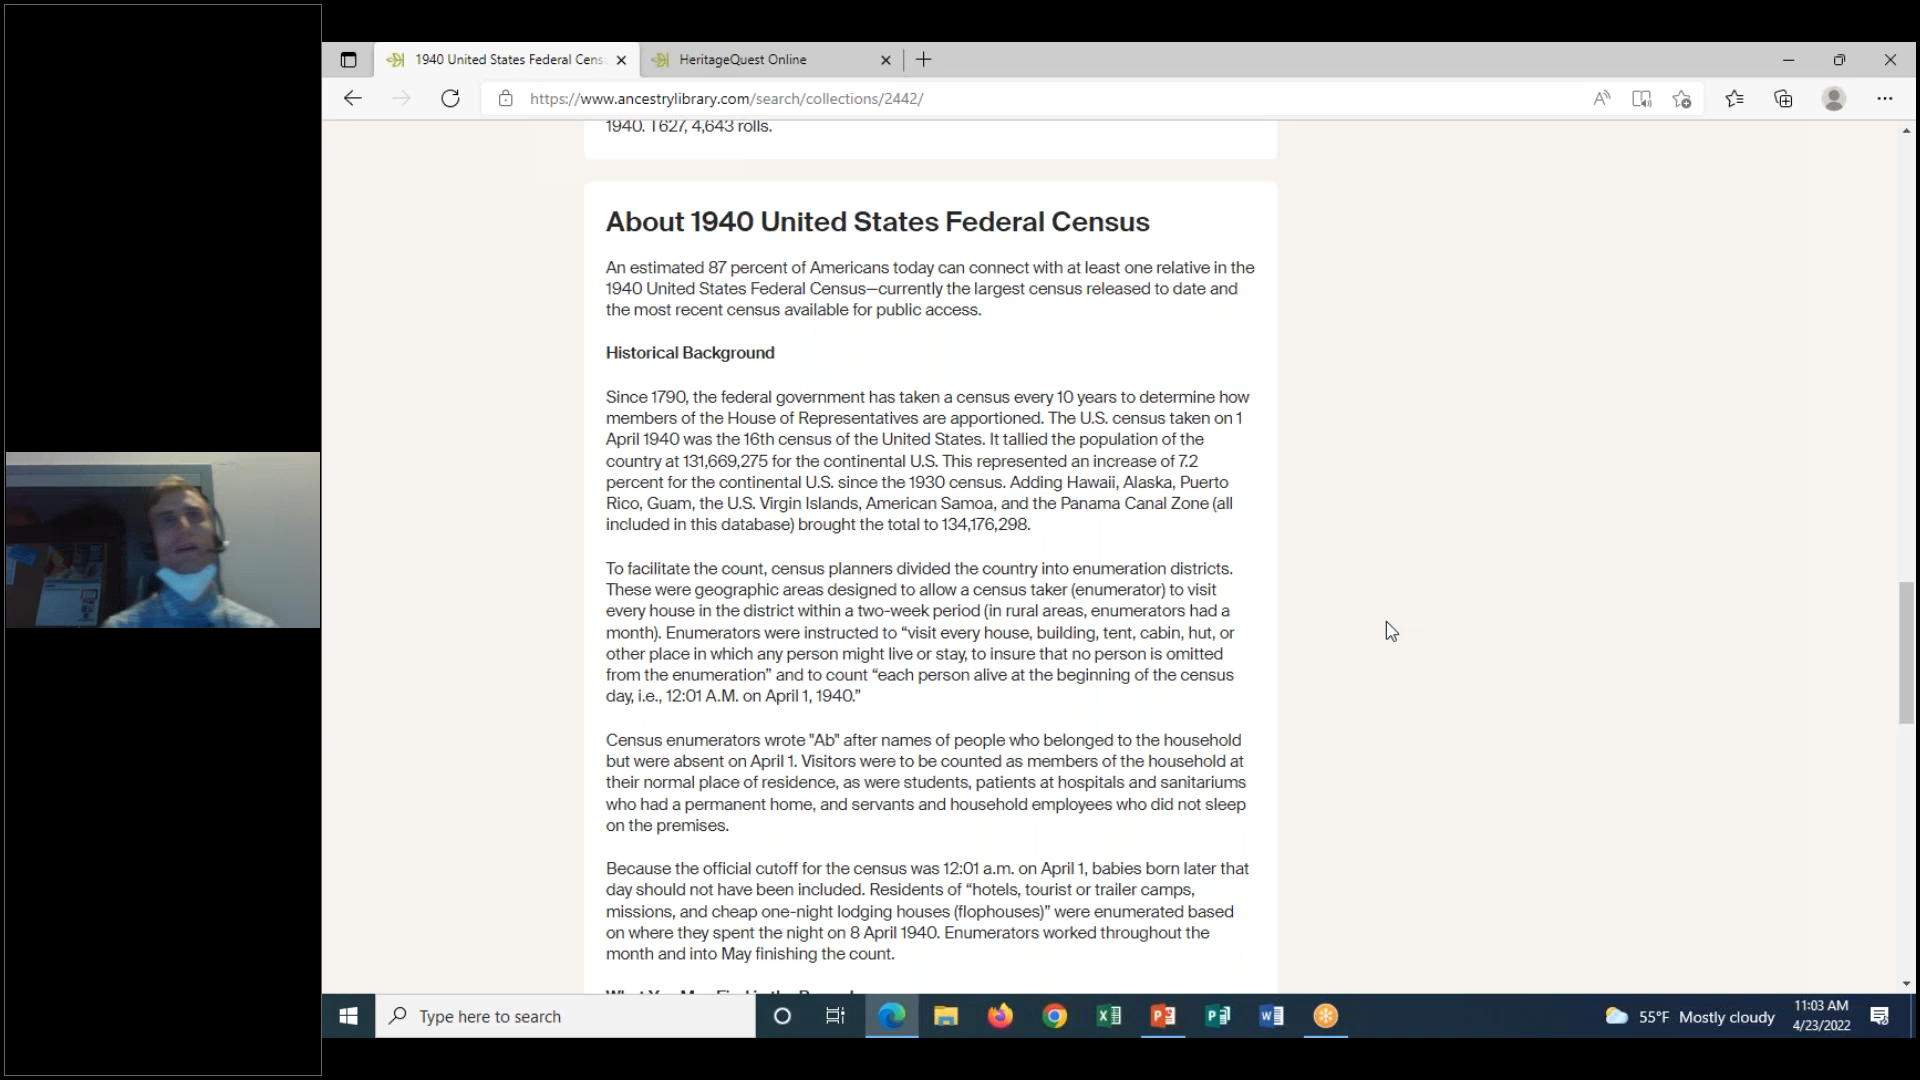 1940 United States Federal Cens
HeritageQuest Online
https://www.ancestrylibrary.com/search/collections/2442/
1940. T627, 4,643 rolls.
About 1940 United States Federal Census
An estimated 87 percent of Americans today can connect with at least one relative in the
1940 United States Federal Census—currently the largest census released to date and
the most recent census available for public access.
Historical Background
Since 1790, the federal government has taken a census every 10 years to determine how
members of the House of Representatives are apportioned. The U.S. census taken on 1
April 1940 was the 16th census of the United States. It tallied the population of the
country at 131,669,275 for the continental U.S. This represented an increase of 7.2
percent for the continental U.S. since the 1930 census. Adding Hawaii, Alaska, Puerto
Rico, Guam, the U.S. Virgin Islands, American Samoa, and the Panama Canal Zone (all
included in this database) brought the total to 134,176,298.
To facilitate the count, census planners divided the country into enumeration districts.
These were geographic areas designed to allow a census taker (enumerator) to visit
every house in the district within a two-week period (in rural areas, enumerators had a
month). Enumerators were instructed to “visit every house, building, tent, cabin, hut, or
other place in which any person might live or stay, to insure that no person is omitted
from the enumeration” and to count “each person alive at the beginning of the census
day, i.e., 12:01 A.M. on April 1, 1940.”
Census enumerators wrote "Ab" after names of people who belonged to the household
but were absent on April 1. Visitors were to be counted as members of the household at
their normal place of residence, as were students, patients at hospitals and sanitariums
who had a permanent home, and servants and household employees who did not sleep
on the premises.
Because the official cutoff for the census was 12:01 a.m. on April 1, babies born later that
day should not have been included. Residents of “hotels, tourist or trailer camps,
missions, and cheap one-night lodging houses (flophouses)” were enumerated based
on where they spent the night on 8 April 1940. Enumerators worked throughout the
month and into May finishing the count.
Type here to search
55°F Mostly cloudy
11:03 AM
4/23/2022